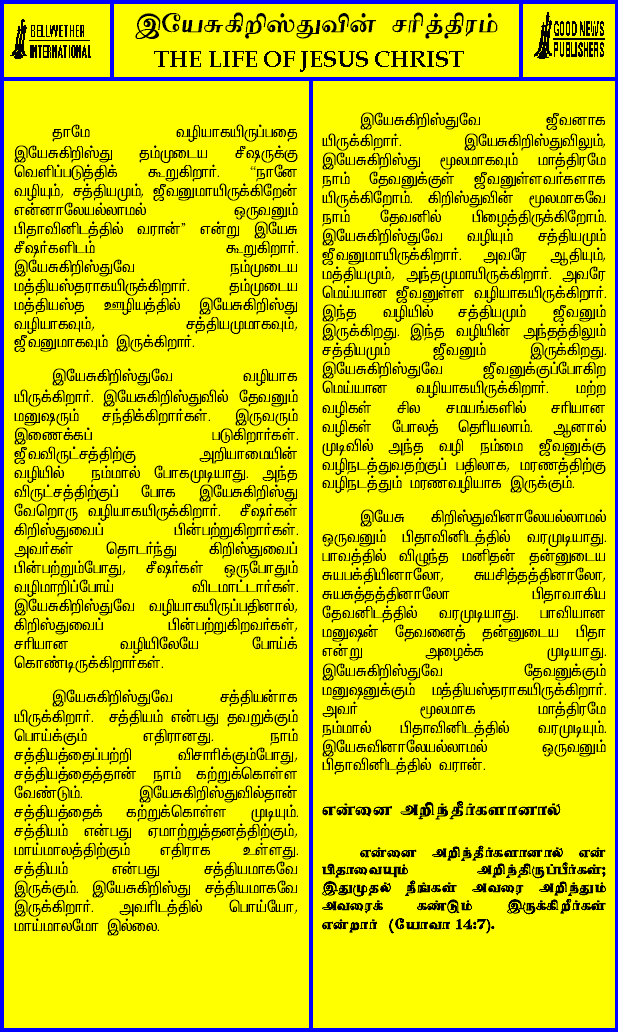 BELLWETHER
INTERNATIONAL
இயேசுகிறிஸ்துவின் சரித்திரம்
THE LIFE OF JESUS CHRIST
GOOD NEWS
PUBLISHERS
தாமே வழியாகயிருப்பதை
இயேசுகிறிஸ்து தம்முடைய சீஷருக்கு
வெளிப்படுத்திக் கூறுகிறார். “நானே
வழியும், சத்தியமும், ஜீவனுமாயிருக்கிறேன்
என்னாலேயல்லாமல் ஒருவனும்
பிதாவினிடத்தில் வரான்” என்று இயேசு
சீஷர்களிடம் கூறுகிறார்.
இயேசுகிறிஸ்துவே நம்முடைய
மத்தியஸ்தராகயிருக்கிறார். தம்முடைய
மத்தியஸ்த ஊழியத்தில் இயேசுகிறிஸ்து
வழியாகவும், சத்தியமுமாகவும்,
ஜீவனுமாகவும் இருக்கிறார்.
இயேசுகிறிஸ்துவே வழியாக
யிருக்கிறார். இயேசுகிறிஸ்துவில் தேவனும்
மனுஷரும் சந்திக்கிறார்கள். இருவரும்
இணைக்கப் படுகிறார்கள்.
ஜீவவிருட்சத்திற்கு அறியாமையின்
வழியில் நம்மால் போகமுடியாது. அந்த
விருட்சத்திற்குப் போக இயேசுகிறிஸ்து
வேறொரு வழியாகயிருக்கிறார். சீஷர்கள்
கிறிஸ்துவைப் பின்பற்றுகிறார்கள்.
அவர்கள் தொடர்ந்து கிறிஸ்துவைப்
பின்பற்றும்போது, சீஷர்கள் ஒருபோதும்
வழிமாறிப்போய் விடமாட்டார்கள்.
இயேசுகிறிஸ்துவே வழியாகயிருப்பதினால்,
கிறிஸ்துவைப் பின்பற்றுகிறவர்கள்,
சரியான வழியிலேயே போய்க்
கொண்டிருக்கிறார்கள்.
இயேசுகிறிஸ்துவே சத்தியனாக
யிருக்கிறார். சத்தியம் என்பது தவறுக்கும்
பொய்க்கும் எதிரானது. நாம்
சத்தியத்தைப்பற்றி விசாரிக்கும்போது,
சத்தியத்தைத்தான் நாம் கற்றுக்கொள்ள
வேண்டும். இயேசுகிறிஸ்துவில்தான்
சத்தியத்தைக் கற்றுக்கொள்ள முடியும்.
சத்தியம் என்பது ஏமாற்றுத்தனத்திற்கும்,
மாய்மாலத்திற்கும் எதிராக உள்ளது.
சத்தியம் என்பது சத்தியமாகவே
இருக்கும். இயேசுகிறிஸ்து சத்தியமாகவே
இருக்கிறார். அவரிடத்தில் பொய்யோ,
மாய்மாலமோ இல்லை.
இயேசுகிறிஸ்துவே ஜீவனாக
யிருக்கிறார். இயேசுகிறிஸ்துவிலும்,
இயேசுகிறிஸ்து மூலமாகவும் மாத்திரமே
நாம் தேவனுக்குள் ஜீவனுள்ளவர்களாக
யிருக்கிறோம். கிறிஸ்துவின் மூலமாகவே
நாம் தேவனில் பிழைத்திருக்கிறோம்.
இயேசுகிறிஸ்துவே வழியும் சத்தியமும்
ஜீவனுமாயிருக்கிறார். அவரே ஆதியும்,
மத்தியமும், அந்தமுமாயிருக்கிறார். அவரே
மெய்யான ஜீவனுள்ள வழியாகயிருக்கிறார்.
இந்த வழியில் சத்தியமும் ஜீவனும்
இருக்கிறது. இந்த வழியின் அந்தத்திலும்
சத்தியமும் ஜீவனும் இருக்கிறது.
இயேசுகிறிஸ்துவே ஜீவனுக்குப்போகிற
மெய்யான வழியாகயிருக்கிறார். மற்ற
வழிகள் சில சமயங்களில் சரியான
வழிகள் போலத் தெரியலாம். ஆனால்
முடிவில் அந்த வழி நம்மை ஜீவனுக்கு
வழிநடத்துவதற்குப் பதிலாக, மரணத்திற்கு
வழிநடத்தும் மரணவழியாக இருக்கும்.
இயேசு கிறிஸ்துவினாலேயல்லாமல்
ஒருவனும் பிதாவினிடத்தில் வரமுடியாது.
பாவத்தில் விழுந்த மனிதன் தன்னுடைய
சுயபக்தியினாலோ, சுயசித்தத்தினாலோ,
சுயசுத்தத்தினாலோ பிதாவாகிய
தேவனிடத்தில் வரமுடியாது. பாவியான
மனுஷன் தேவனைத் தன்னுடைய பிதா
என்று அழைக்க முடியாது.
இயேசுகிறிஸ்துவே தேவனுக்கும்
மனுஷனுக்கும் மத்தியஸ்தராகயிருக்கிறார்.
அவர் மூலமாக மாத்திரமே
நம்மால் பிதாவினிடத்தில் வரமுடியும்.
இயேசுவினாலேயல்லாமல் ஒருவனும்
பிதாவினிடத்தில் வரான்.
என்னை அறிந்தீர்களானால்
என்னை அறிந்தீர்களானால் என்
பிதாவையும் அறிந்திருப்பீர்கள்;
இதுமுதல் நீங்கள் அவரை அறிந்தும்
அவரைக் கண்டும் இருக்கிறீர்கள்
என்றார் (யோவா 14:7).